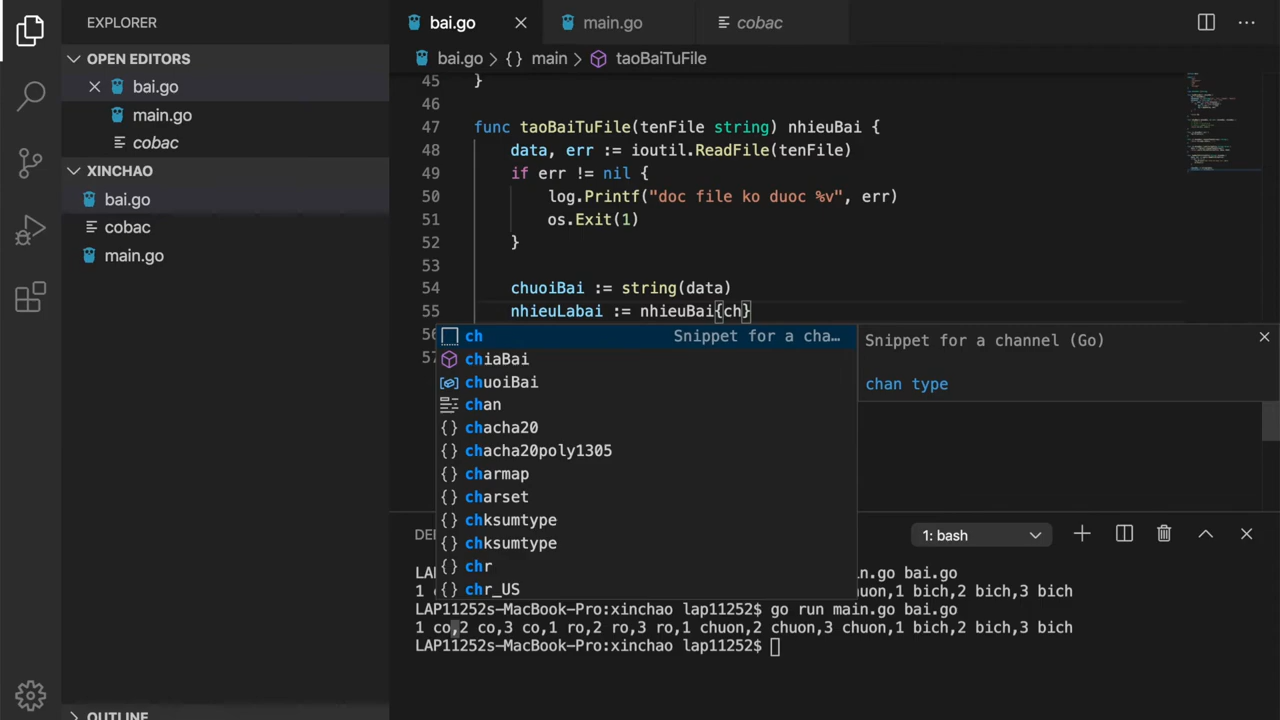 EXPLORER
OPEN EDITORS
bai.go
main.go
cobac
XINCHAO
bai.go
cobac
main.go
OUTLINE
bai.go
main.go
cobac
bai.go > {} main > taoBaiTuFile
45 }
46
47 func taoBaiTuFile(tenFile string) nhieuBai {
48 data, err := ioutil.ReadFile(tenFile)
49 if err != nil {
50 log.Printf("doc file ko duoc %v", err)
51 os.Exit(1)
52 }
53
54 chuoiBai := string(data)
55 nhieuLabai := nhieuBai{ch}
56
57
ch Snippet for a cha…
chiaBai
chuoiBai
chan
chacha20
chacha20poly1305
charmap
charset
chksumtype
chksumtype
chr
chr_US
Snippet for a channel (Go)
chan type
1: bash
bai.go
1 chuon,1 bich,2 bich,3 bich
LAP11252s-MacBook-Pro:xinchao lap11252$ go run main.go bai.go
1 co,2 co,3 co,1 ro,2 ro,3 ro,1 chuon,2 chuon,3 chuon,1 bich,2 bich,3 bich
LAP11252s-MacBook-Pro:xinchao lap11252$